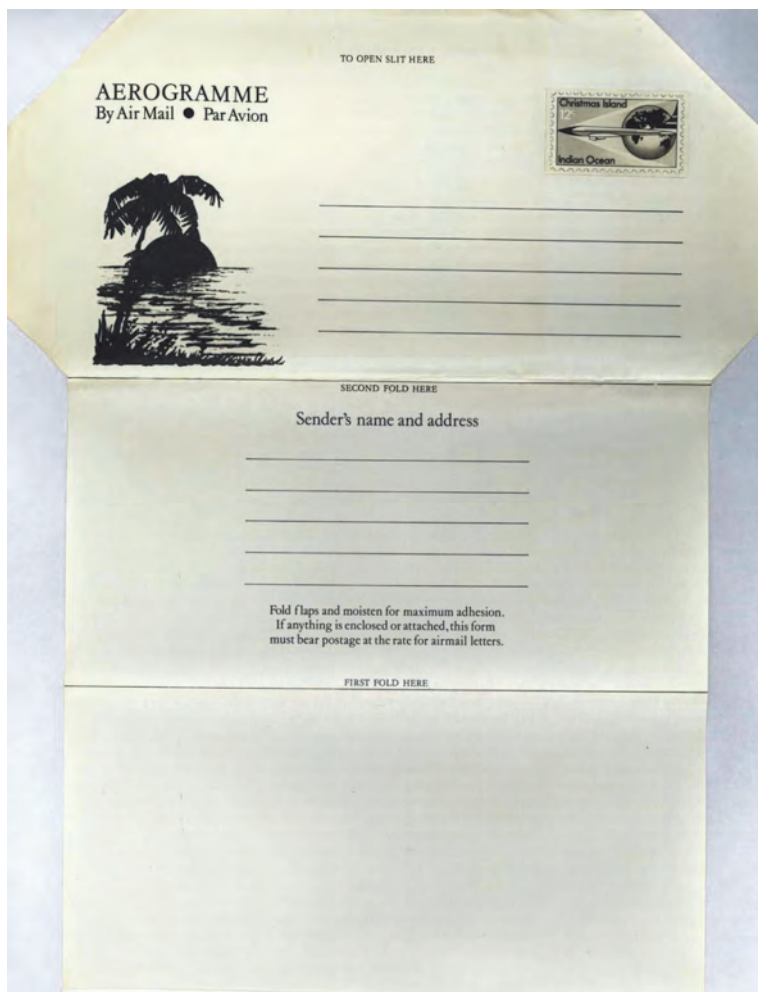 TO OPEN SLIT HERE
AEROGRAMME
By Air Mail ● Par Avion
Christmas Island
12c
Indian Ocean
SECOND FOLD HERE
Sender's name and address
Fold flaps and moisten for maximum adhesion.
If anything is enclosed or attached, this form
must bear postage at the rate for airmail letters.
FIRST FOLD HERE